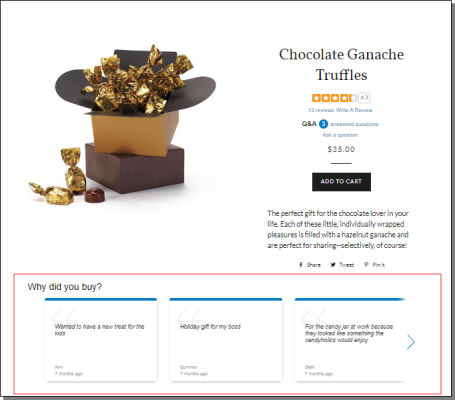 Chocolate Ganache
Truffles
4.3
13 reviews Write A Review
Q&A 3 answered questions
Ask a question
$35.00
ADD TO CART
The perfect gift for the chocolate lover in your
life. Each of these little, individually wrapped
pleasures is filled with a hazelnut ganache and
are perfect for sharing--selectively, of course!
Share Tweet Pin it
Why did you buy?
Wanted to have a new treat for the
kids
Ami
7 months ago
Holiday gift for my boss
Summer
7 months ago
For the candy jar at work because
they looked like something the
candyholics would enjoy
Seth
7 months ago